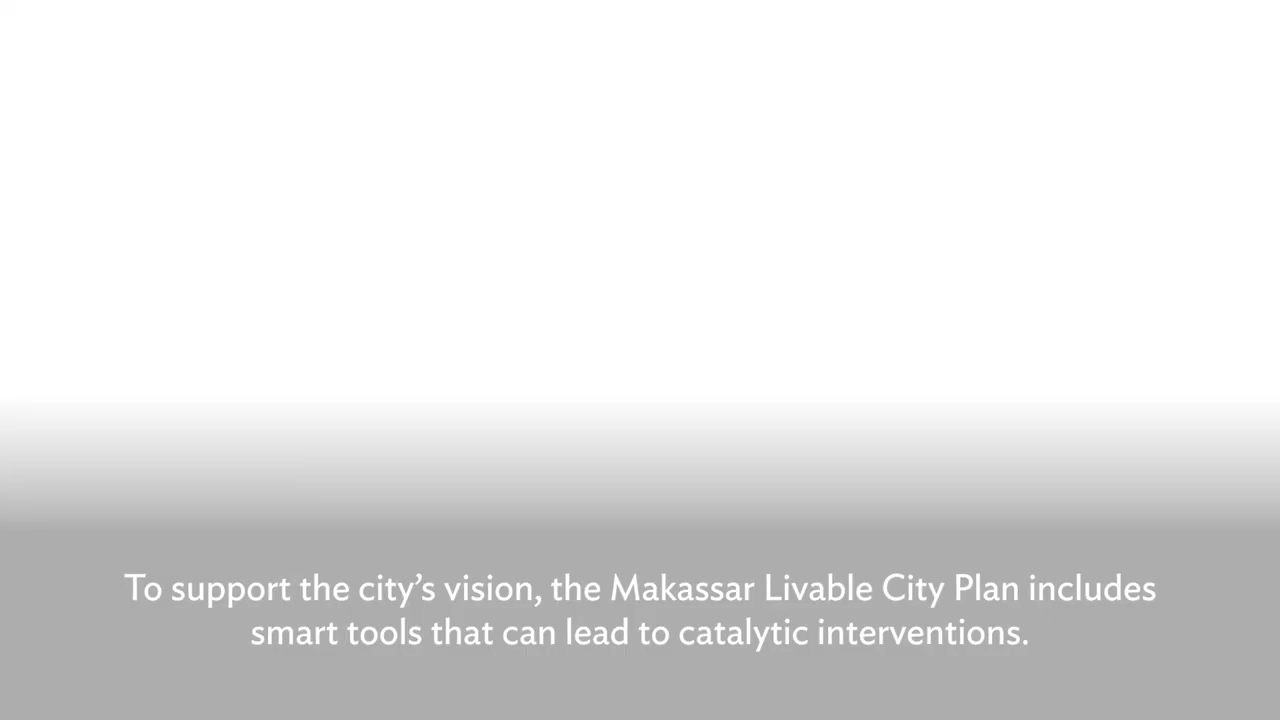 To support the city’s vision, the Makassar Livable City Plan includes
smart tools that can lead to catalytic interventions.